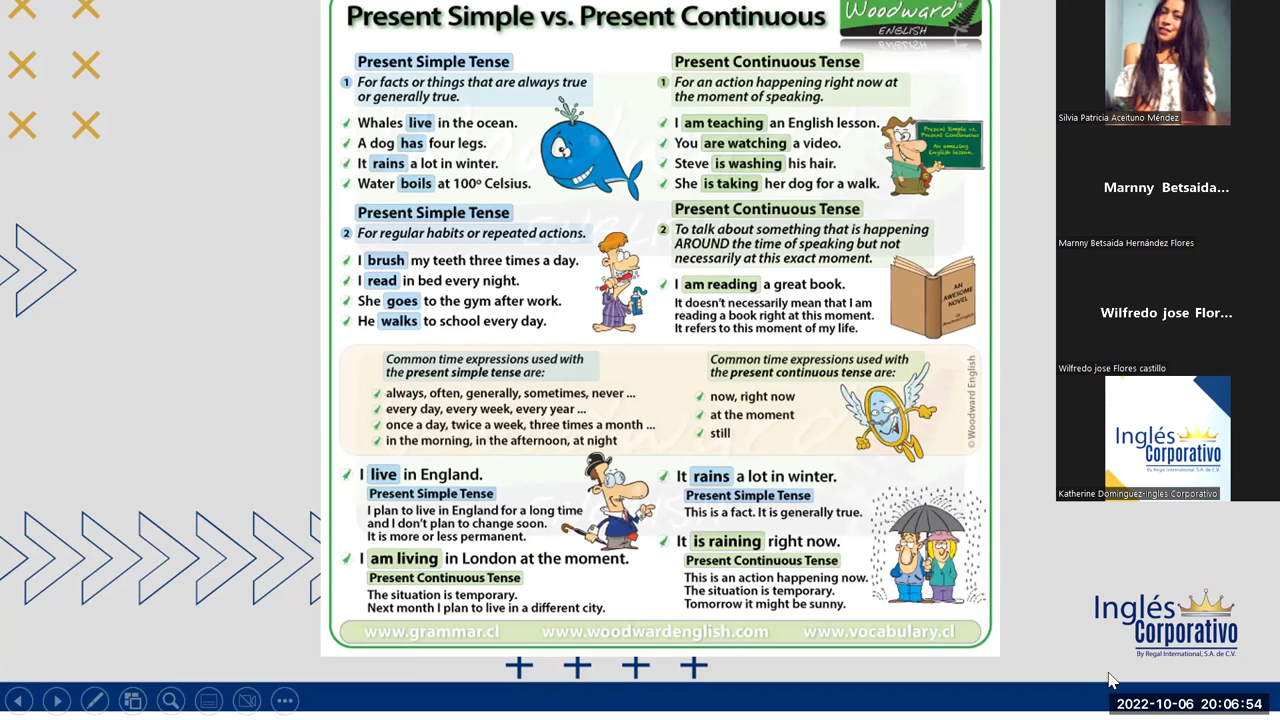 Present Simple vs. Present Continuous
Woodward
ENGLISH
Present Simple Tense
1 For facts or things that are always true
or generally true.
Whales live in the ocean.
A dog has four legs.
It rains a lot in winter.
Water boils at 100º Celsius.
Present Continuous Tense
1 For an action happening right now at
the moment of speaking.
I am teaching an English lesson.
You are watching a video.
Steve is washing his hair.
She is taking her dog for a walk.
Present Simple vs.
Present Continuous
An amazing
English lesson.
Present Simple Tense
2 For regular habits or repeated actions.
I brush my teeth three times a day.
I read in bed every night.
She goes to the gym after work.
He walks to school every day.
Present Continuous Tense
2 To talk about something that is happening
AROUND the time of speaking but not
necessarily at this exact moment.
I am reading a great book.
It doesn't necessarily mean that I am
reading a book right at this moment.
It refers to this moment of my life.
AN
AWESOME
NOVEL
Common time expressions used with
the present simple tense are:
always, often, generally, sometimes, never ...
every day, every week, every year ...
once a day, twice a week, three times a month ...
in the morning, in the afternoon, at night
Common time expressions used with
the present continuous tense are:
now, right now
at the moment
still
© Woodward English
I live in England.
Present Simple Tense
I plan to live in England for a long time
and I don't plan to change soon.
It is more or less permanent.
I am living in London at the moment.
Present Continuous Tense
The situation is temporary.
Next month I plan to live in a different city.
It rains a lot in winter.
Present Simple Tense
This is a fact. It is generally true.
It is raining right now.
Present Continuous Tense
This is an action happening now.
The situation is temporary.
Tomorrow it might be sunny.
www.grammar.cl www.woodwardenglish.com www.vocabulary.cl
Silvia Patricia Aceituno Méndez
Marnny Betsaida...
Marnny Betsaida Hernández Flores
Wilfredo jose Flor...
Wilfredo jose Flores castillo
Inglés
Corporativo
By Regal International, S.A. de C.V.
Katherine Dominguez-Ingles Corporativo
Inglés
Corporativo
By Regal International, S.A. de C.V.
2022-10-06 20:06:54